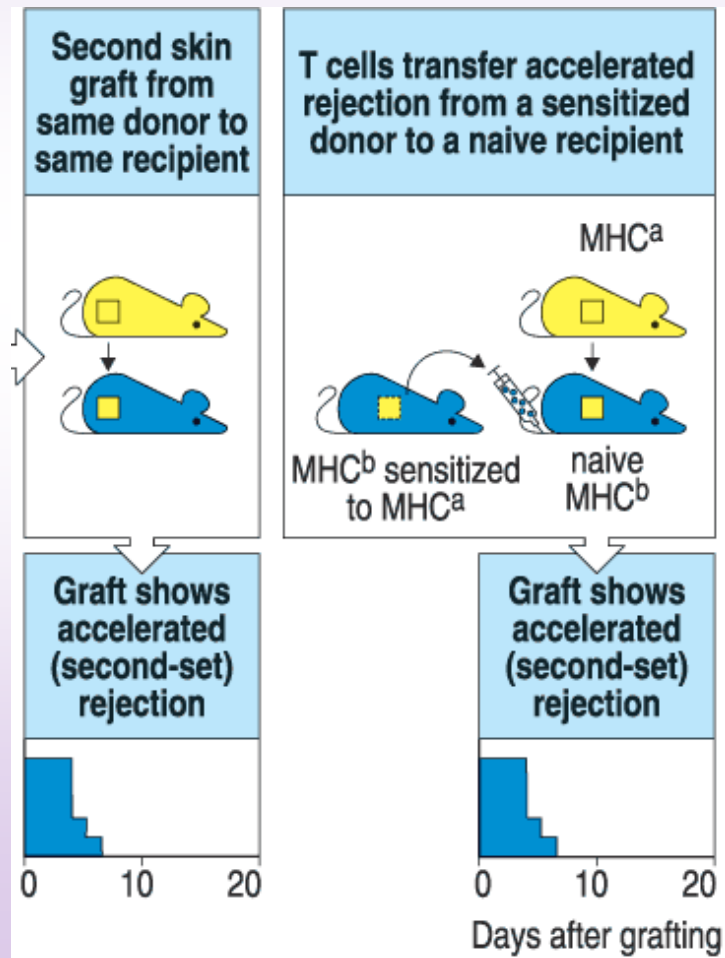 Second skin
graft from
same donor to
same recipient
T cells transfer accelerated
rejection from a sensitized
donor to a naive recipient
MHCᵃ
MHCᵇ sensitized
to MHCᵃ
naive
MHCᵇ
Graft shows
accelerated
(second-set)
rejection
0 10 20
Graft shows
accelerated
(second-set)
rejection
0 10 20
Days after grafting